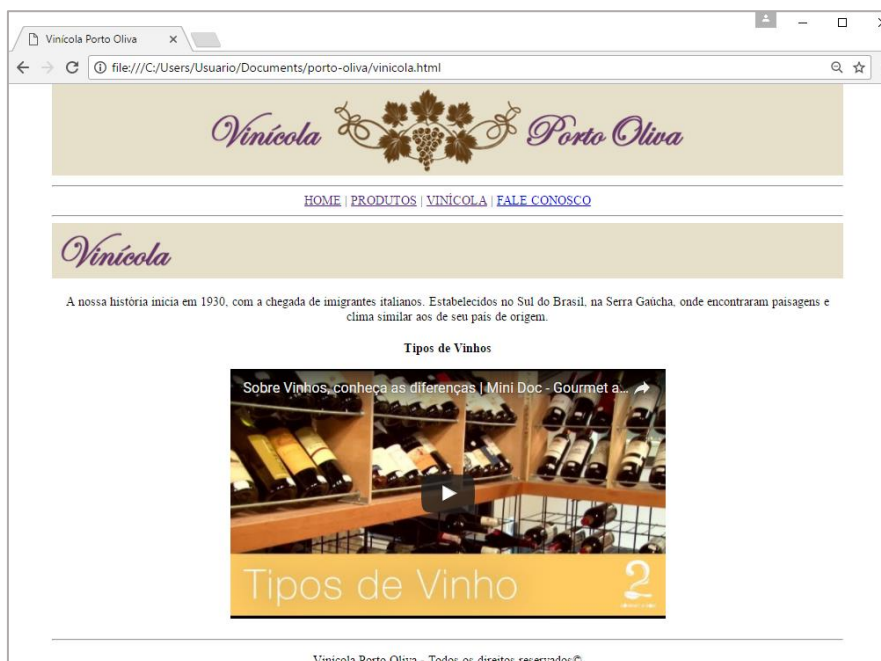 Vinícola Porto Oliva
file:///C:/Users/Usuario/Documents/porto-oliva/vinicola.html
Vinícola Porto Oliva
HOME | PRODUTOS | VINÍCOLA | FALE CONOSCO
Vinícola
A nossa história inicia em 1930, com a chegada de imigrantes italianos. Estabelecidos no Sul do Brasil, na Serra Gaúcha, onde encontraram paisagens e
clima similar aos de seu país de origem.
Tipos de Vinhos
Sobre Vinhos, conheça as diferenças | Mini Doc - Gourmet a...
Tipos de Vinho
2
Vinícola Porto Oliva - Todos os direitos reservados©